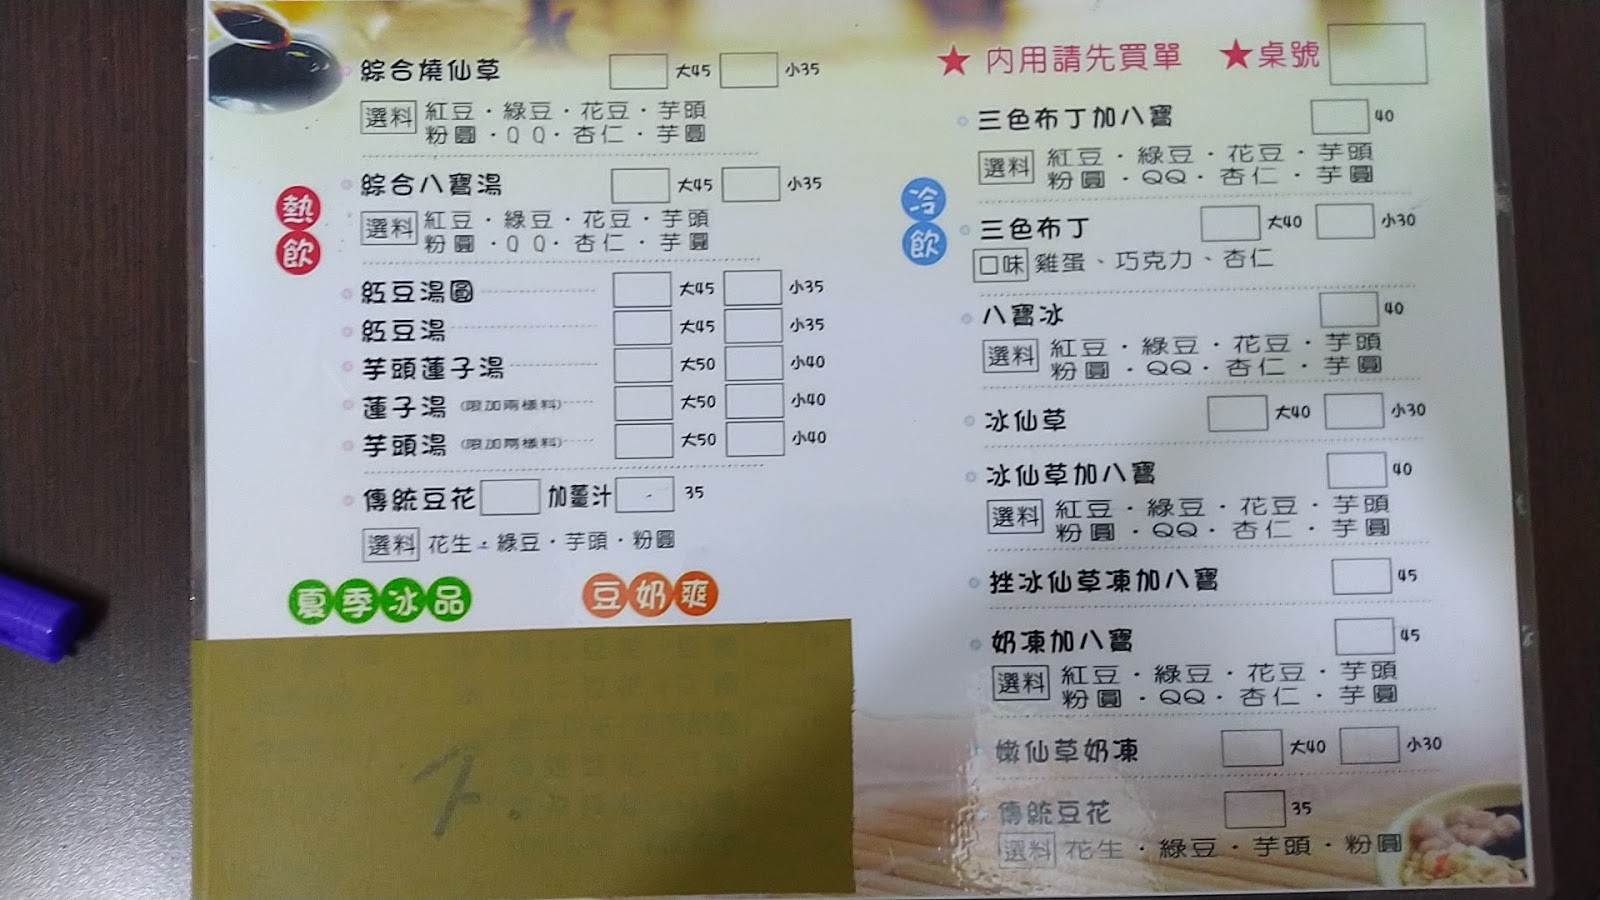 綜合燒仙草 大45 小35
選料 紅豆・綠豆・花豆・芋頭
粉圓・QQ・杏仁・芋圓
熱飲
綜合八寶湯 大45 小35
選料 紅豆・綠豆・花豆・芋頭
粉圓・QQ・杏仁・芋圓
紅豆湯圓 大45 小35
紅豆湯 大45 小35
芋頭蓮子湯 大50 小40
蓮子湯 (限加兩樣料) 大50 小40
芋頭湯 (限加兩樣料) 大50 小40
傳統豆花 加薑汁 35
選料 花生・綠豆・芋頭・粉圓
夏季冰品 豆奶爽
★ 內用請先買單 ★桌號
三色布丁加八寶 40
選料 紅豆・綠豆・花豆・芋頭
粉圓・QQ・杏仁・芋圓
冷飲
三色布丁 大40 小30
口味 雞蛋、巧克力、杏仁
八寶冰 40
選料 紅豆・綠豆・花豆・芋頭
粉圓・QQ・杏仁・芋圓
冰仙草 大40 小30
冰仙草加八寶 40
選料 紅豆・綠豆・花豆・芋頭
粉圓・QQ・杏仁・芋圓
挫冰仙草凍加八寶 45
奶凍加八寶 45
選料 紅豆・綠豆・花豆・芋頭
粉圓・QQ・杏仁・芋圓
嫩仙草奶凍 大40 小30
傳統豆花 35
選料 花生・綠豆・芋頭・粉圓